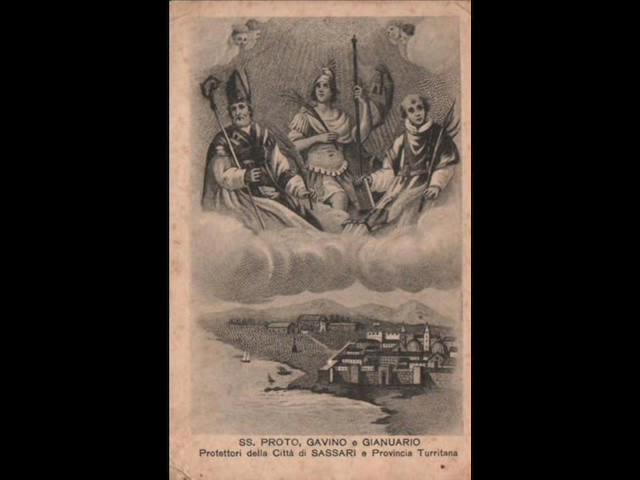 SS. PROTO, GAVINO e GIANUARIO
Protettori della Città di SASSARI e Provincia Turritana